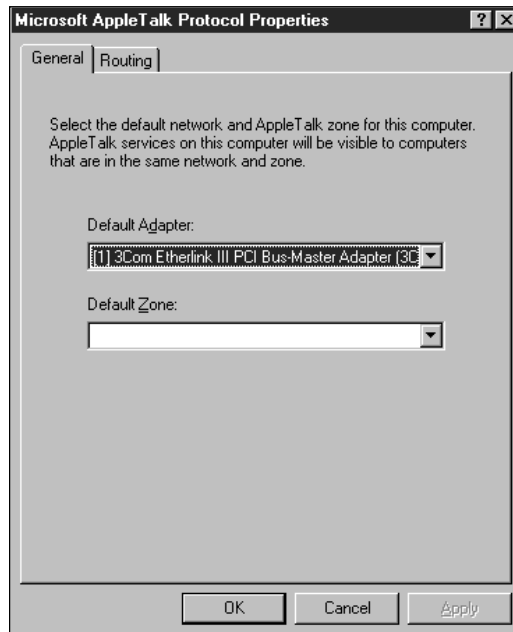 Microsoft AppleTalk Protocol Properties
General
Routing
Select the default network and AppleTalk zone for this computer.
AppleTalk services on this computer will be visible to computers
that are in the same network and zone.
Default Adapter:
[1] 3Com Etherlink III PCI Bus-Master Adapter (3C
Default Zone:
OK
Cancel
Apply